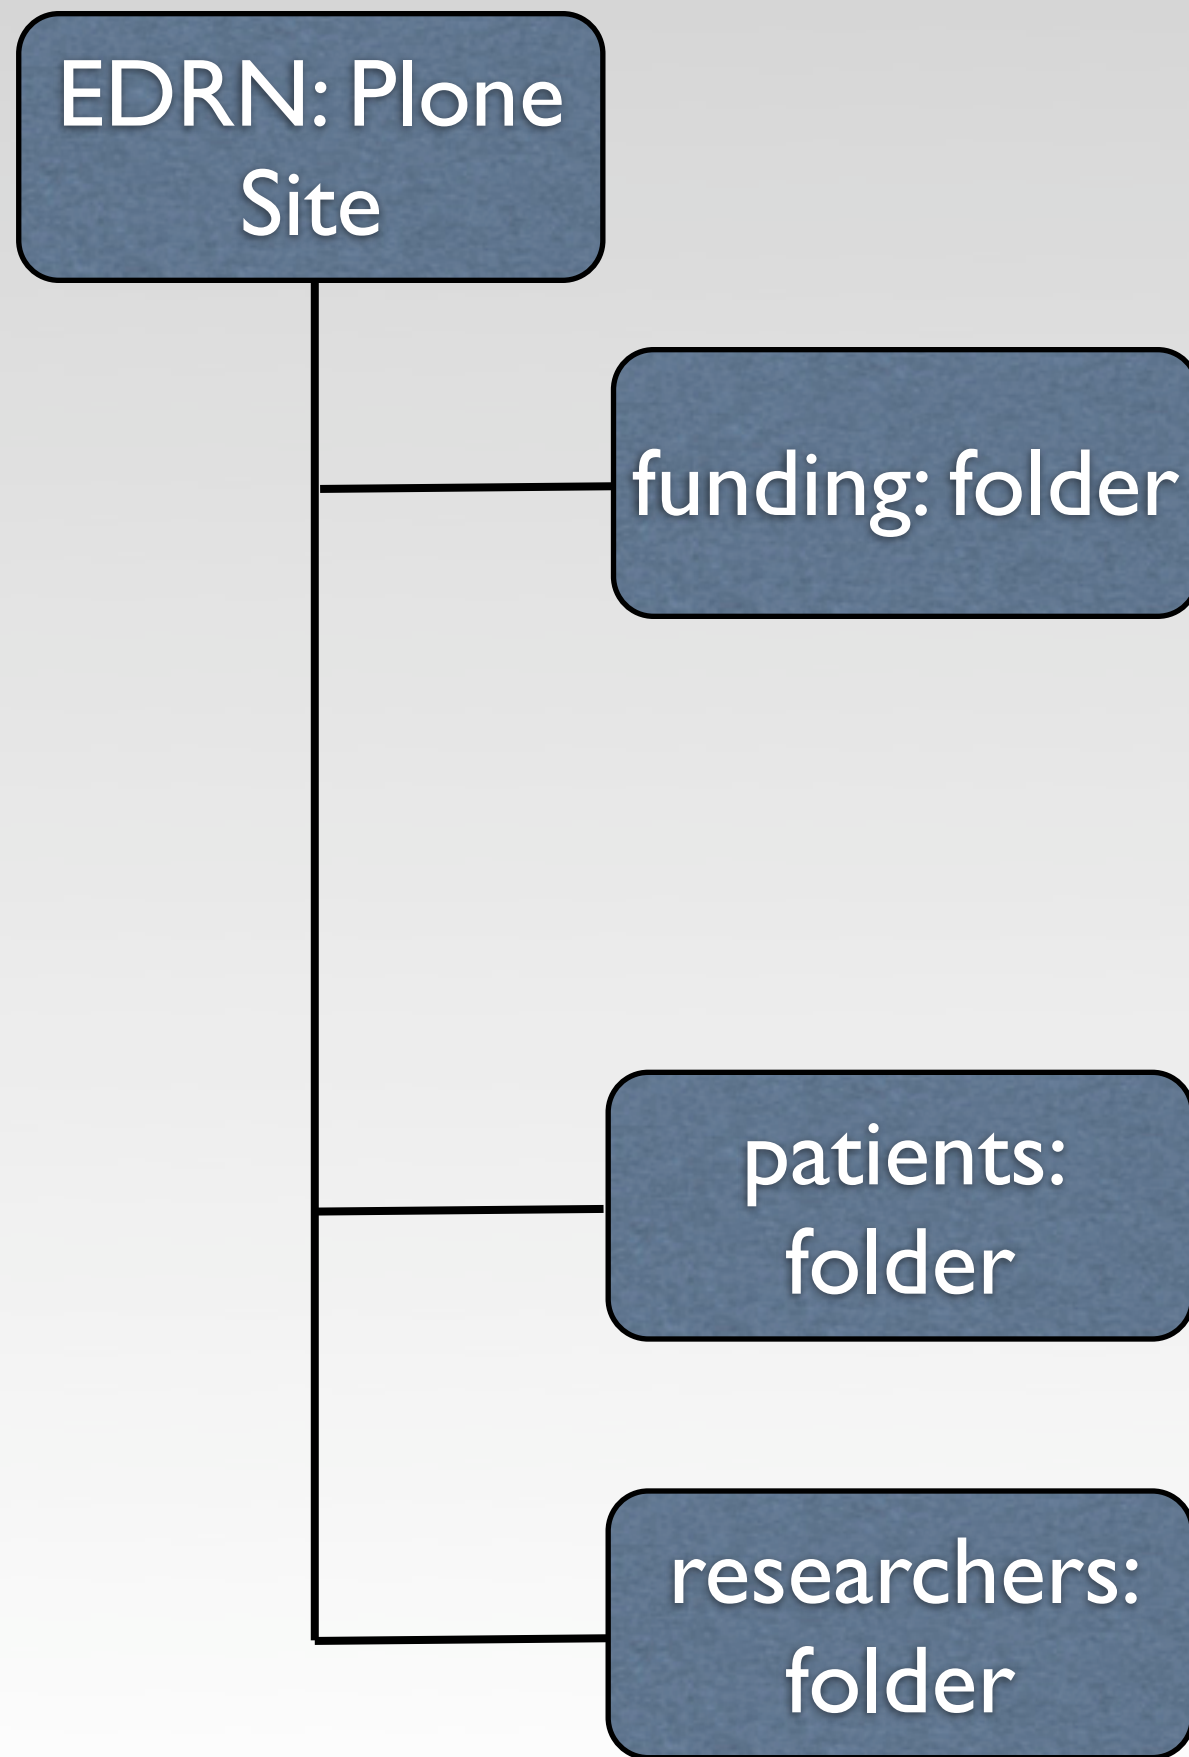 EDRN: Plone
Site
funding: folder
patients:
folder
researchers:
folder